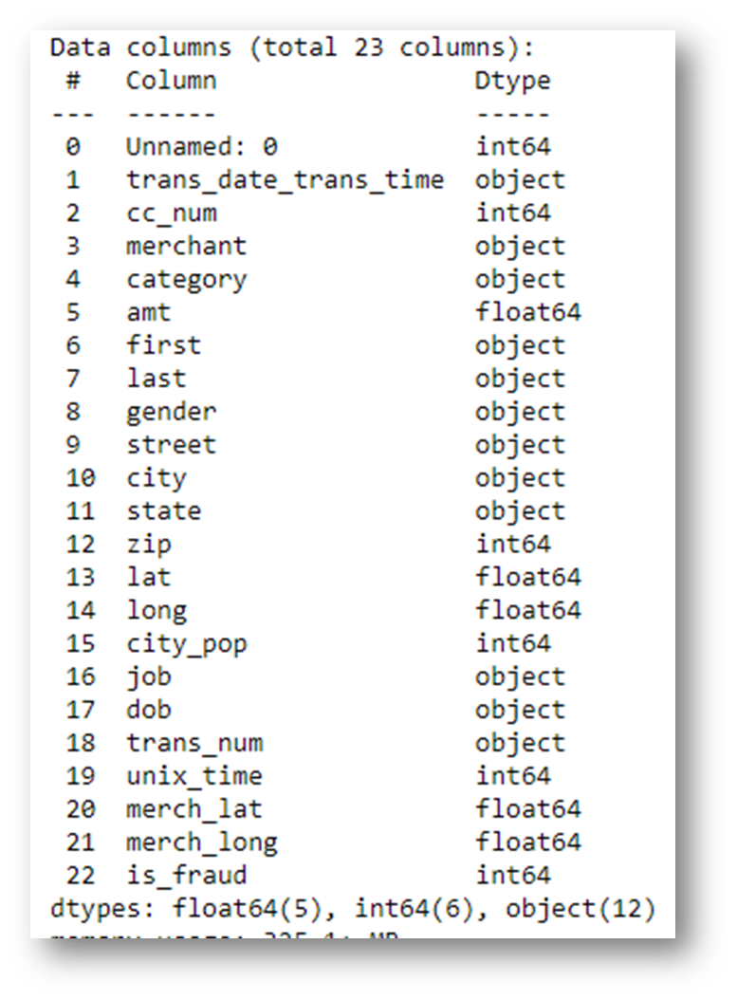 Data columns (total 23 columns):
 #   Column                 Dtype
---  ------                 -----
 0   Unnamed: 0             int64
 1   trans_date_trans_time  object
 2   cc_num                 int64
 3   merchant               object
 4   category               object
 5   amt                    float64
 6   first                  object
 7   last                   object
 8   gender                 object
 9   street                 object
 10  city                   object
 11  state                  object
 12  zip                    int64
 13  lat                    float64
 14  long                   float64
 15  city_pop               int64
 16  job                    object
 17  dob                    object
 18  trans_num              object
 19  unix_time              int64
 20  merch_lat              float64
 21  merch_long             float64
 22  is_fraud               int64
dtypes: float64(5), int64(6), object(12)